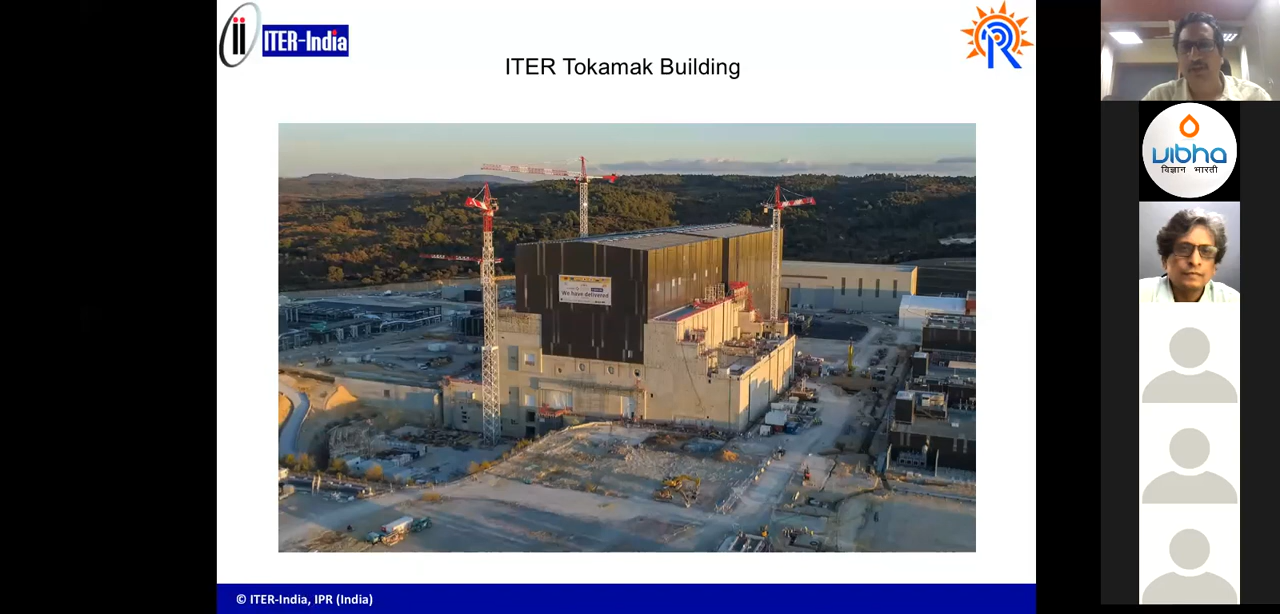 ITER-India
ITER Tokamak Building
We have delivered
© ITER-India, IPR (India)
vibha
विज्ञान भारती